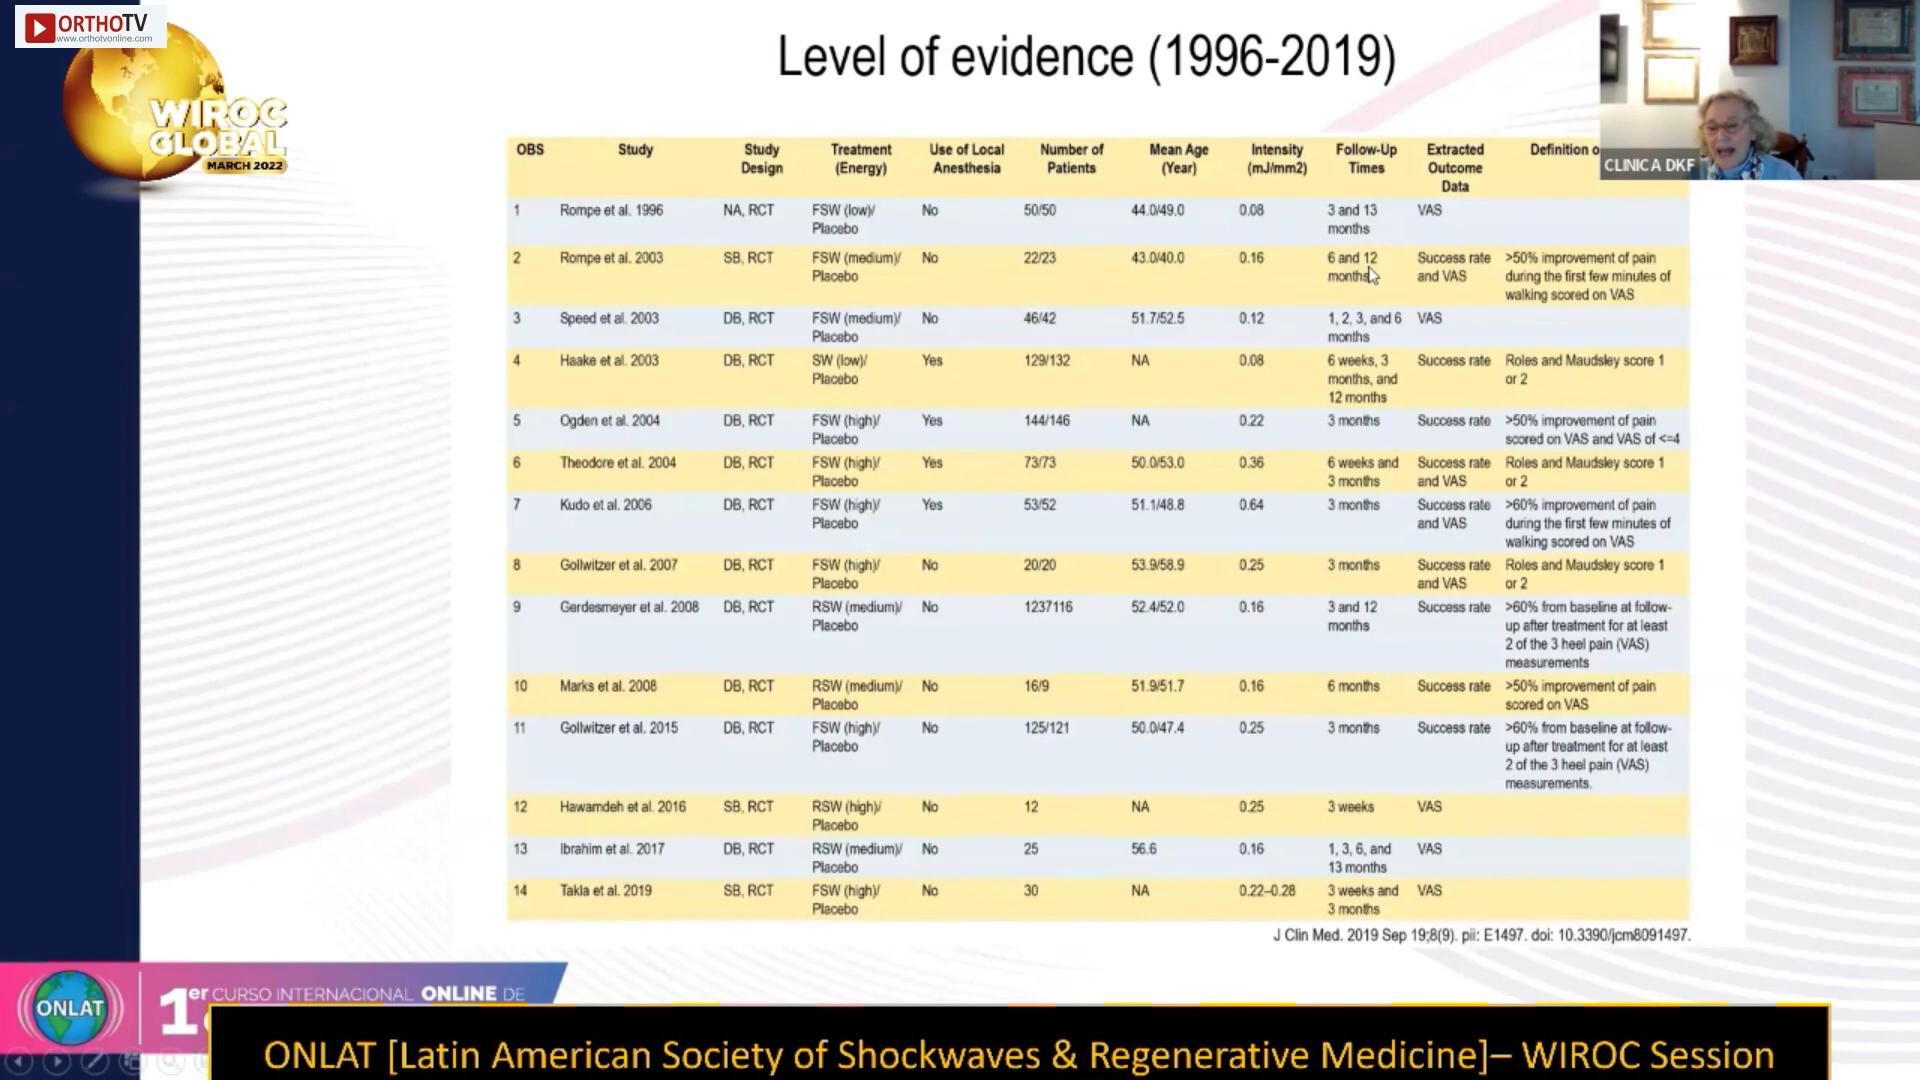 ORTHOTV
www.orthotvonline.com
WIROC
GLOBAL
MARCH 2022
Level of evidence (1996-2019)
CLINICA DKF
OBS Study Study Design Treatment (Energy) Use of Local Anesthesia Number of Patients Mean Age (Year) Intensity (mJ/mm2) Follow-Up Times Extracted Outcome Data Definition o
1 Rompe et al. 1996 NA, RCT FSW (low)/ Placebo No 50/50 44.0/49.0 0.08 3 and 13 months VAS
2 Rompe et al. 2003 SB, RCT FSW (medium)/ Placebo No 22/23 43.0/40.0 0.16 6 and 12 months Success rate and VAS >50% improvement of pain during the first few minutes of walking scored on VAS
3 Speed et al. 2003 DB, RCT FSW (medium)/ Placebo No 46/42 51.7/52.5 0.12 1, 2, 3, and 6 months VAS
4 Haake et al. 2003 DB, RCT SW (low)/ Placebo Yes 129/132 NA 0.08 6 weeks, 3 months, and 12 months Success rate Roles and Maudsley score 1 or 2
5 Ogden et al. 2004 DB, RCT FSW (high)/ Placebo Yes 144/146 NA 0.22 3 months Success rate >50% improvement of pain scored on VAS and VAS of <=4
6 Theodore et al. 2004 DB, RCT FSW (high)/ Placebo Yes 73/73 50.0/53.0 0.36 6 weeks and 3 months Success rate and VAS Roles and Maudsley score 1 or 2
7 Kudo et al. 2006 DB, RCT FSW (high)/ Placebo Yes 53/52 51.1/48.8 0.64 3 months Success rate and VAS >60% improvement of pain during the first few minutes of walking scored on VAS
8 Gollwitzer et al. 2007 DB, RCT FSW (high)/ Placebo No 20/20 53.9/58.9 0.25 3 months Success rate and VAS Roles and Maudsley score 1 or 2
9 Gerdesmeyer et al. 2008 DB, RCT RSW (medium)/ Placebo No 1237116 52.4/52.0 0.16 3 and 12 months Success rate >60% from baseline at follow-up after treatment for at least 2 of the 3 heel pain (VAS) measurements
10 Marks et al. 2008 DB, RCT RSW (medium)/ Placebo No 16/9 51.9/51.7 0.16 6 months Success rate >50% improvement of pain scored on VAS
11 Gollwitzer et al. 2015 DB, RCT FSW (high)/ Placebo No 125/121 50.0/47.4 0.25 3 months Success rate >60% from baseline at follow-up after treatment for at least 2 of the 3 heel pain (VAS) measurements.
12 Hawamdeh et al. 2016 SB, RCT RSW (high)/ Placebo No 12 NA 0.25 3 weeks VAS
13 Ibrahim et al. 2017 DB, RCT RSW (medium)/ Placebo No 25 56.6 0.16 1, 3, 6, and 13 months VAS
14 Takla et al. 2019 SB, RCT FSW (high)/ Placebo No 30 NA 0.22–0.28 3 weeks and 3 months VAS
J Clin Med. 2019 Sep 19;8(9). pii: E1497. doi: 10.3390/jcm8091497.
ONLAT
1er CURSO INTERNACIONAL ONLINE DE
ONLAT [Latin American Society of Shockwaves & Regenerative Medicine]– WIROC Session